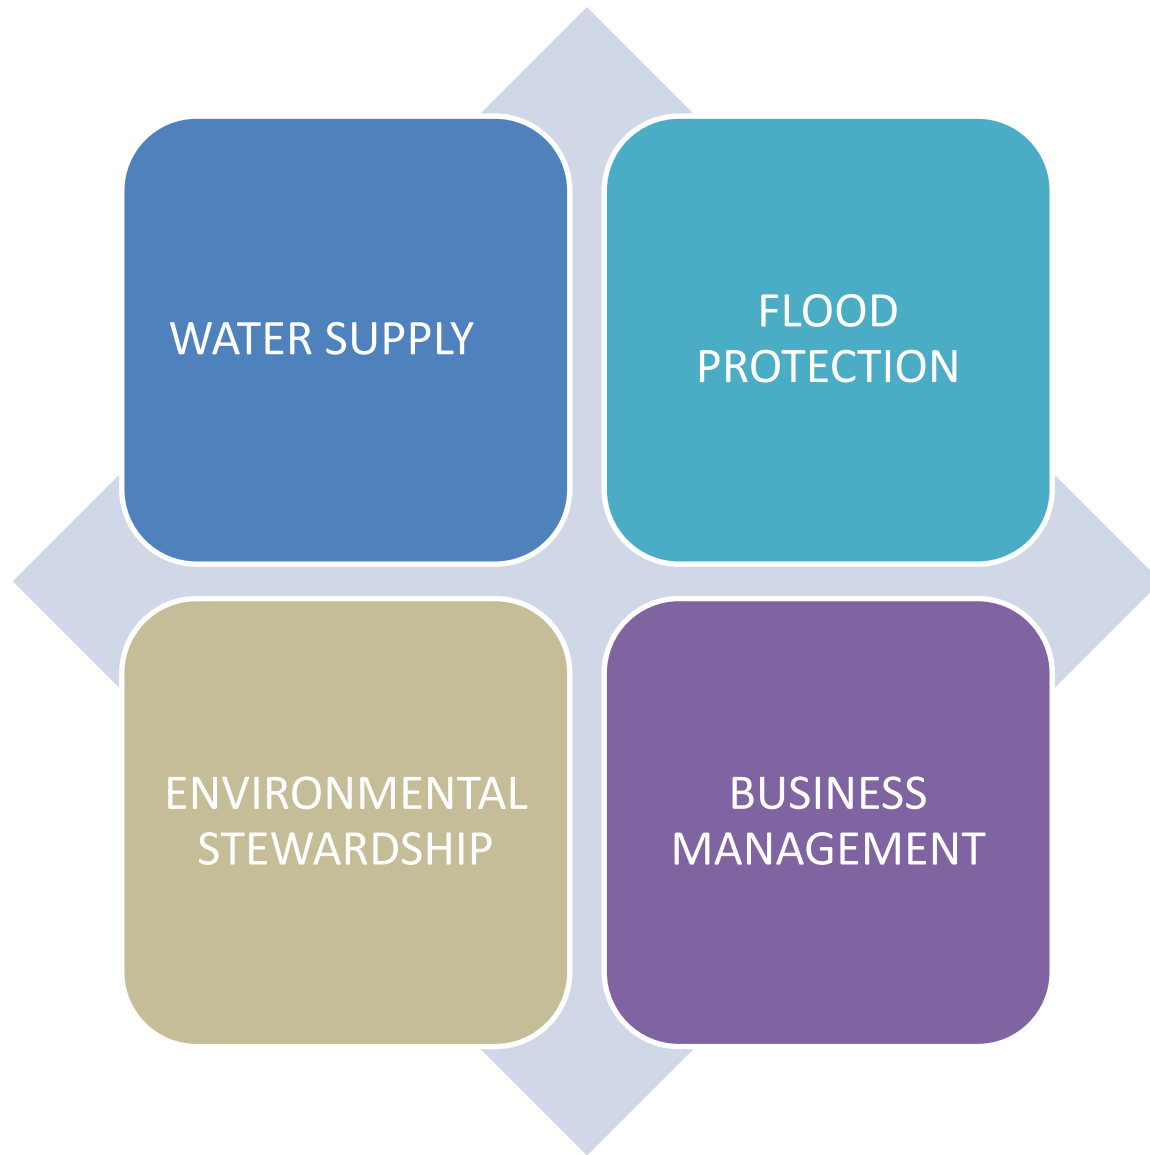 WATER SUPPLY
FLOOD
PROTECTION
ENVIRONMENTAL
STEWARDSHIP
BUSINESS
MANAGEMENT